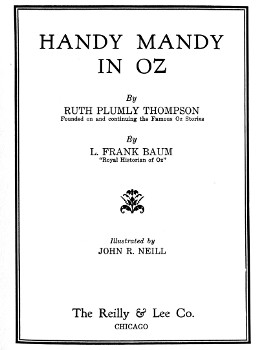 HANDY MANDY
IN OZ
By
RUTH PLUMLY THOMPSON
Founded on and continuing the Famous Oz Stories
By
L. FRANK BAUM
"Royal Historian of Oz"
Illustrated by
JOHN R. NEILL
The Reilly & Lee Co.
CHICAGO